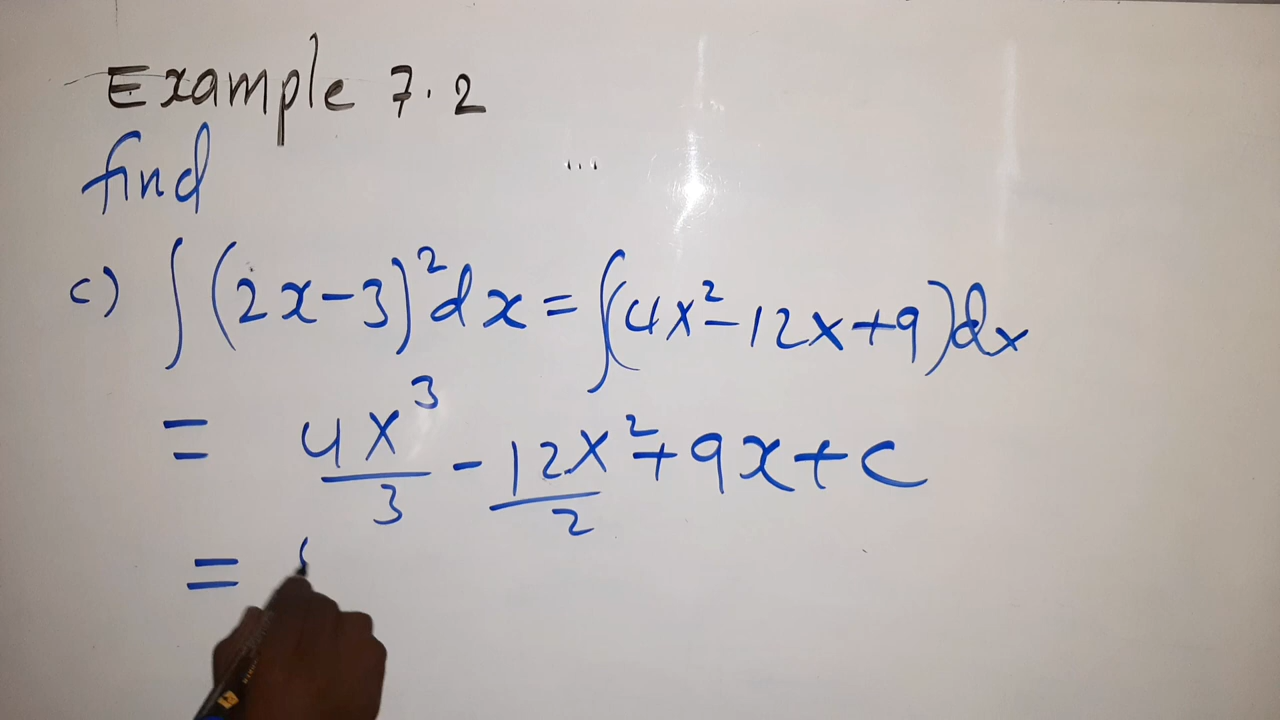 Example 7.2
find
...
c) ∫(2x-3)²dx = ∫(4x²-12x+9)dx
= 4x³/3 - 12x²/2 + 9x + c
=